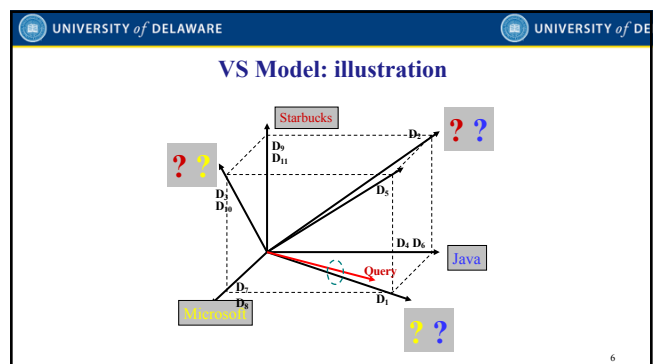 UNIVERSITY of DELAWARE
UNIVERSITY of DE
VS Model: illustration
Starbucks
D2
? ?
D9
D11
? ?
D5
D3
D10
D4 D6
Java
Query
D7
D1
Microsoft
D8
? ?
6